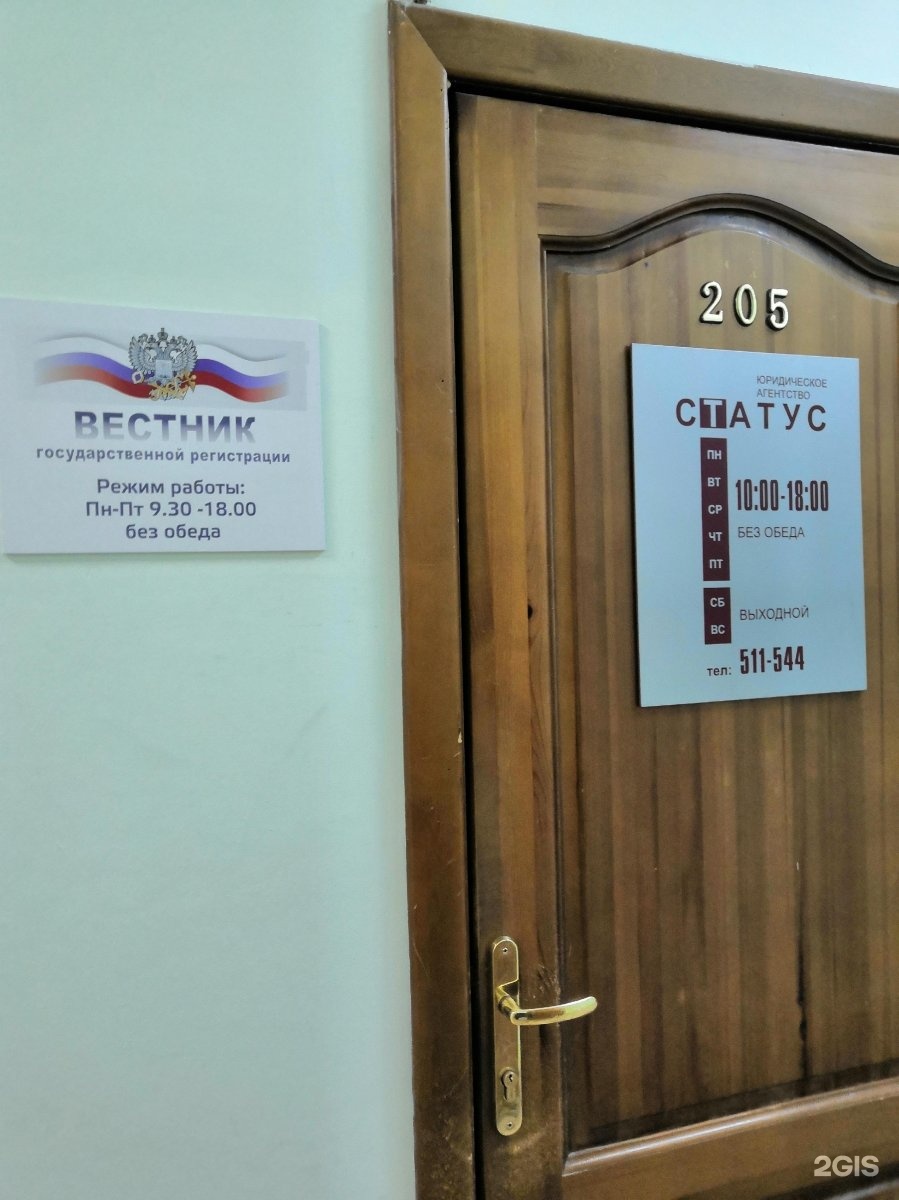 ВЕСТНИК
государственной регистрации
Режим работы:
Пн-Пт 9.30 -18.00
без обеда
205
ЮРИДИЧЕСКОЕ
АГЕНТСТВО
СТАТУС
ПН
ВТ
СР
ЧТ
ПТ
10:00-18:00
БЕЗ ОБЕДА
СБ
ВС
ВЫХОДНОЙ
тел: 511-544
2GIS